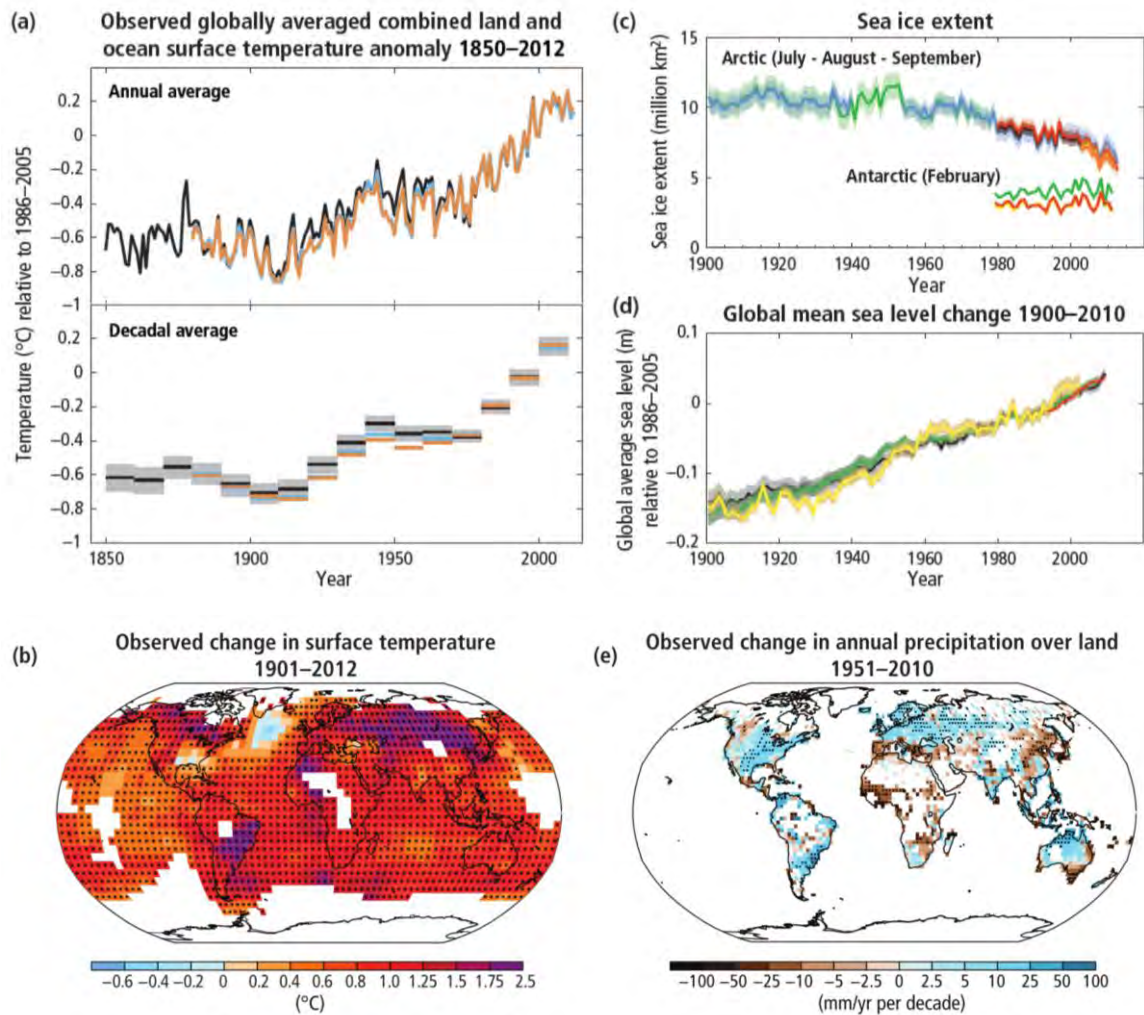 (a)
Observed globally averaged combined land and
ocean surface temperature anomaly 1850–2012
Annual average
0.2
0
−0.2
−0.4
−0.6
−0.8
−1
Decadal average
0.2
0
−0.2
−0.4
−0.6
−0.8
−1
Temperature (°C) relative to 1986–2005
1850
1900
1950
2000
Year
(c)
Sea ice extent
Arctic (July - August - September)
Antarctic (February)
15
10
5
0
Sea ice extent (million km²)
1900
1920
1940
1960
1980
2000
Year
(d)
Global mean sea level change 1900–2010
0.1
0
−0.1
−0.2
Global average sea level (m)
relative to 1986–2005
1900
1920
1940
1960
1980
2000
Year
(b)
Observed change in surface temperature
1901–2012
−0.6 −0.4 −0.2 0 0.2 0.4 0.6 0.8 1.0 1.25 1.5 1.75 2.5
(°C)
(e)
Observed change in annual precipitation over land
1951–2010
−100 −50 −25 −10 −5 −2.5 0 2.5 5 10 25 50 100
(mm/yr per decade)